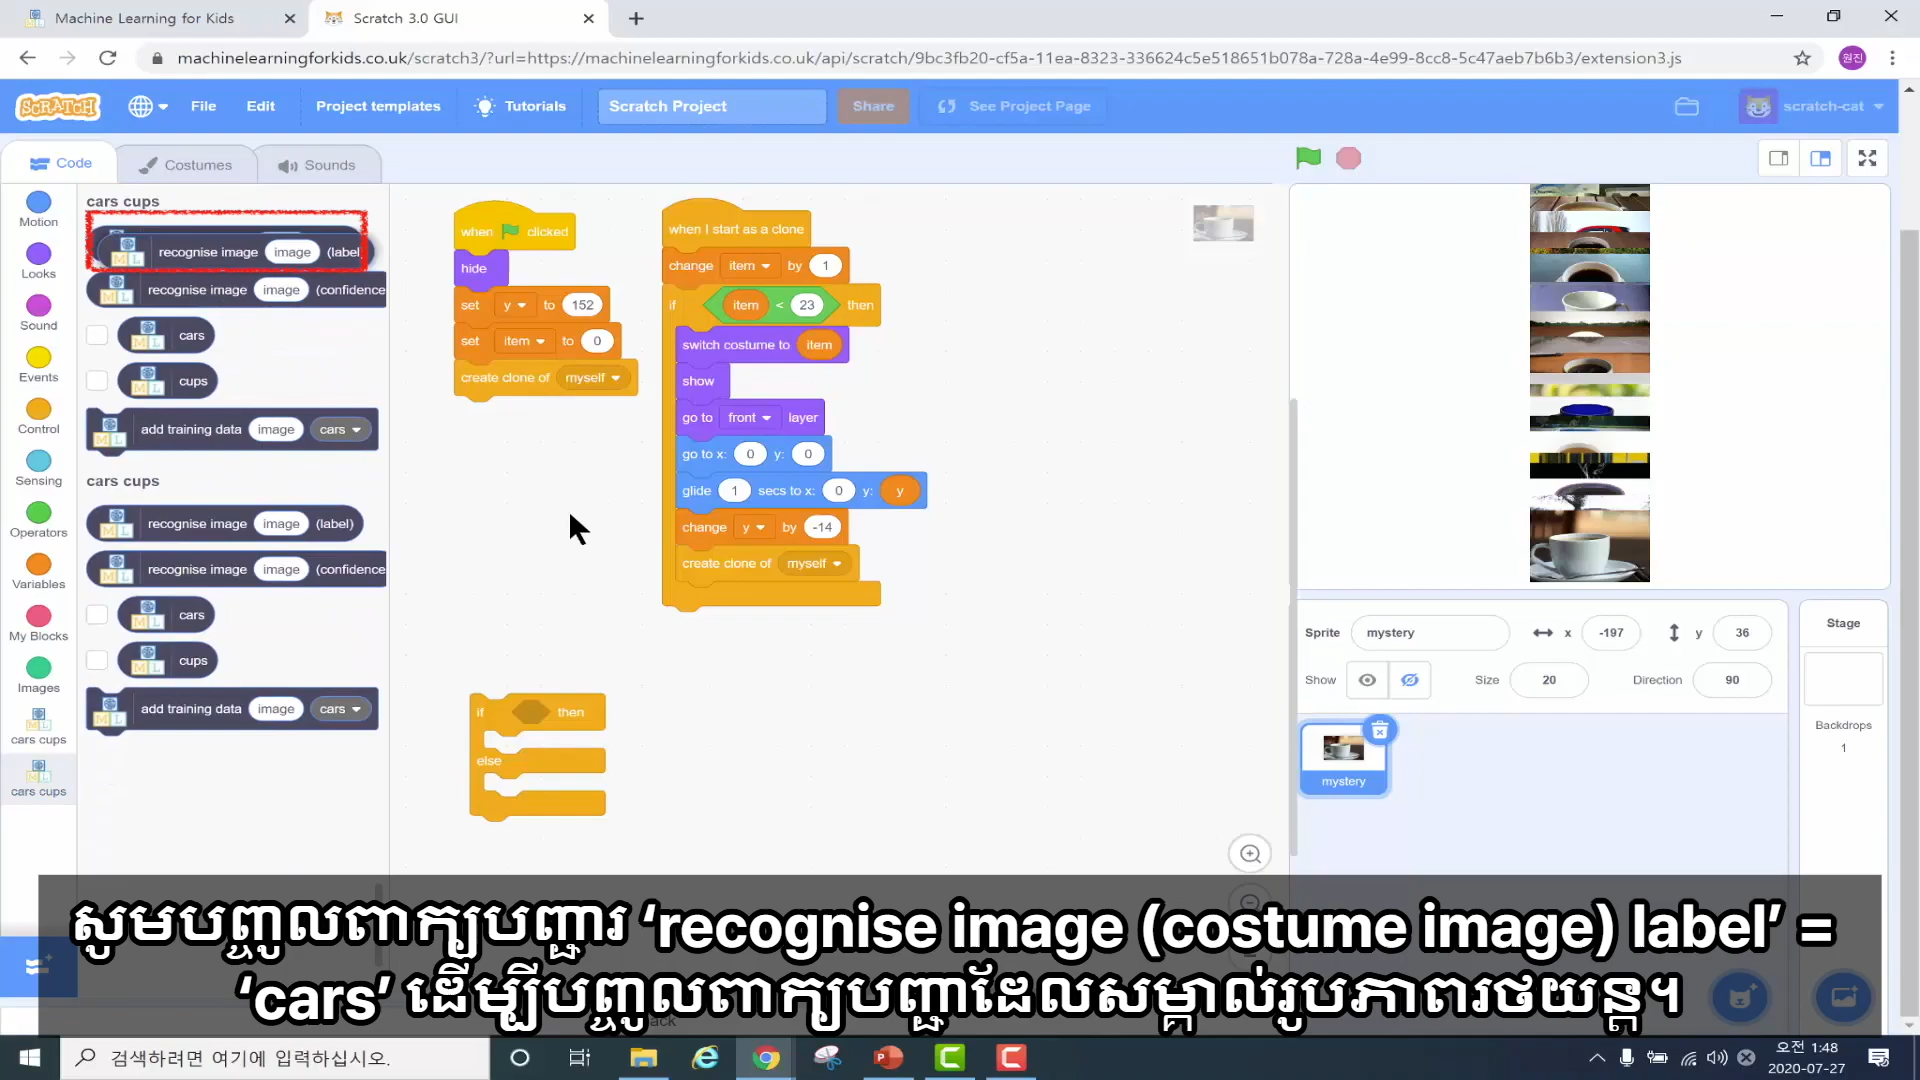 Machine Learning for Kids
Scratch 3.0 GUI
machinelearningforkids.co.uk/scratch3/?url=https://machinelearningforkids.co.uk/api/scratch/9bc3fb20-cf5a-11ea-8323-336624c5e518651b078a-728a-4e99-8cc8-5c47aeb7b6b3/extension3.js
원진
SCRATCH
File
Edit
Project templates
Tutorials
Scratch Project
Share
See Project Page
scratch-cat
Code
Costumes
Sounds
Motion
Looks
Sound
Events
Control
Sensing
Operators
Variables
My Blocks
Images
cars cups
cars cups
cars cups
recognise image image (label
recognise image image (confidence
cars
cups
add training data image cars
cars cups
recognise image image (label)
recognise image image (confidence
cars
cups
add training data image cars
when clicked
hide
set y to 152
set item to 0
create clone of myself
when I start as a clone
change item by 1
if item < 23 then
switch costume to item
show
go to front layer
go to x: 0 y: 0
glide 1 secs to x: 0 y: y
change y by -14
create clone of myself
if then
else
Sprite mystery x -197 y 36
Show Size 20 Direction 90
mystery
Stage
Backdrops
1
សូមបញ្ចូលពាក្យបញ្ជារ 'recognise image (costume image) label' =
'cars' ដើម្បីបញ្ចូលពាក្យបញ្ជាដែលសម្គាល់រូបភាពរថយន្ត។
검색하려면 여기에 입력하십시오.
오전 1:48
2020-07-27